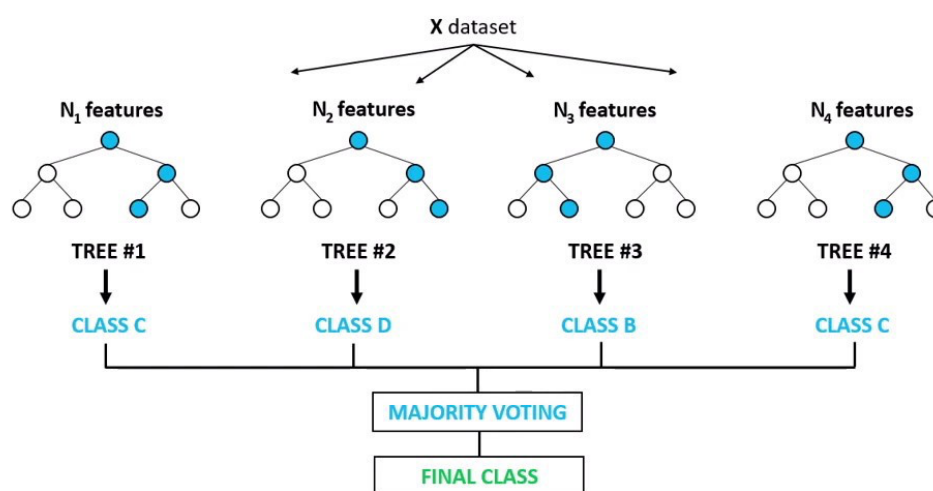 X dataset
N₁ features
N₂ features
N₃ features
N₄ features
TREE #1
TREE #2
TREE #3
TREE #4
CLASS C
CLASS D
CLASS B
CLASS C
MAJORITY VOTING
FINAL CLASS